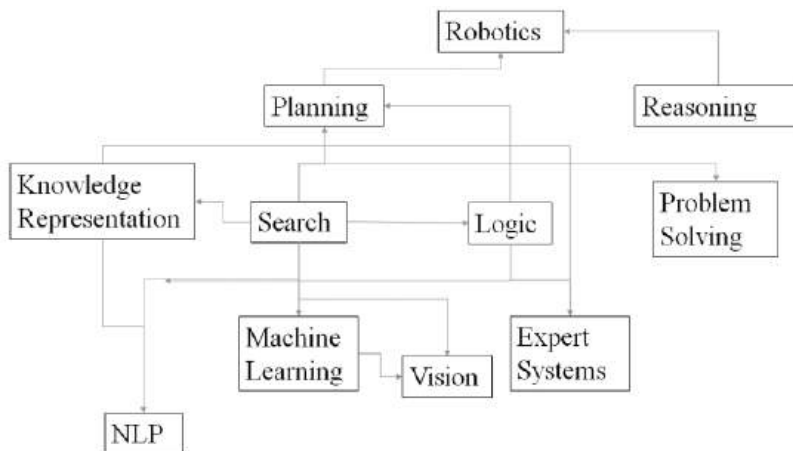 Robotics
Planning
Reasoning
Knowledge
Representation
Search
Logic
Problem
Solving
Machine
Learning
Vision
Expert
Systems
NLP